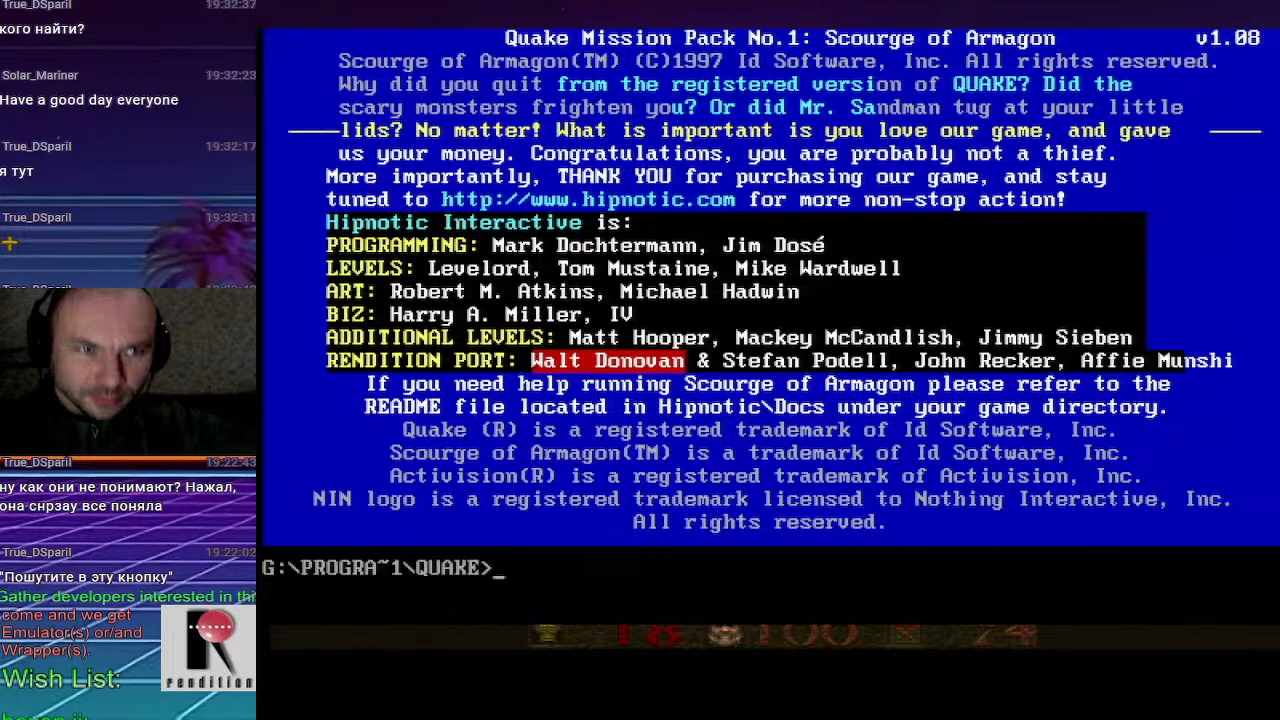 True_DSparil 19:32:37
кого найти?
Solar_Mariner 19:32:23
Have a good day everyone
True_DSparil 19:32:17
я тут
True_DSparil 19:32:11
+
True_DSparil 19:22:43
ну как они не понимают? Нажал,
она снрзау все поняла
True_DSparil 19:22:02
"Пошутите в эту кнопку"
Gather developers interested in thi
come and we get
Emulator(s) or/and
Wrapper(s).
Wish List:
rendition
Quake Mission Pack No.1: Scourge of Armagon v1.08
Scourge of Armagon(TM) (C)1997 Id Software, Inc. All rights reserved.
Why did you quit from the registered version of QUAKE? Did the
scary monsters frighten you? Or did Mr. Sandman tug at your little
lids? No matter! What is important is you love our game, and gave
us your money. Congratulations, you are probably not a thief.
More importantly, THANK YOU for purchasing our game, and stay
tuned to http://www.hipnotic.com for more non-stop action!
Hipnotic Interactive is:
PROGRAMMING: Mark Dochtermann, Jim Dosé
LEVELS: Levelord, Tom Mustaine, Mike Wardwell
ART: Robert M. Atkins, Michael Hadwin
BIZ: Harry A. Miller, IV
ADDITIONAL LEVELS: Matt Hooper, Mackey McCandlish, Jimmy Sieben
RENDITION PORT: Walt Donovan & Stefan Podell, John Recker, Affie Munshi
If you need help running Scourge of Armagon please refer to the
README file located in Hipnotic\Docs under your game directory.
Quake (R) is a registered trademark of Id Software, Inc.
Scourge of Armagon(TM) is a trademark of Id Software, Inc.
Activision(R) is a registered trademark of Activision, Inc.
NIN logo is a registered trademark licensed to Nothing Interactive, Inc.
All rights reserved.
G:\PROGRA~1\QUAKE>_
18 100 74